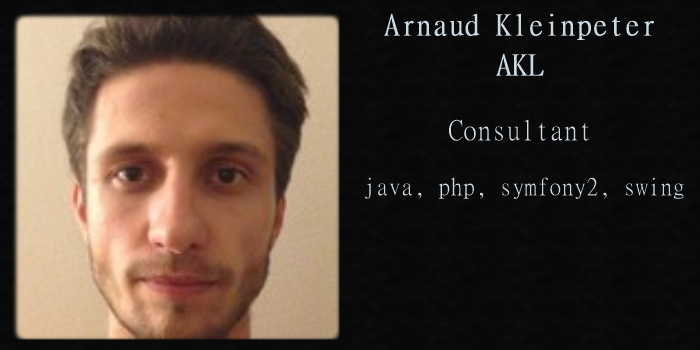 Arnaud Kleinpeter
AKL
Consultant
java, php, symfony2, swing